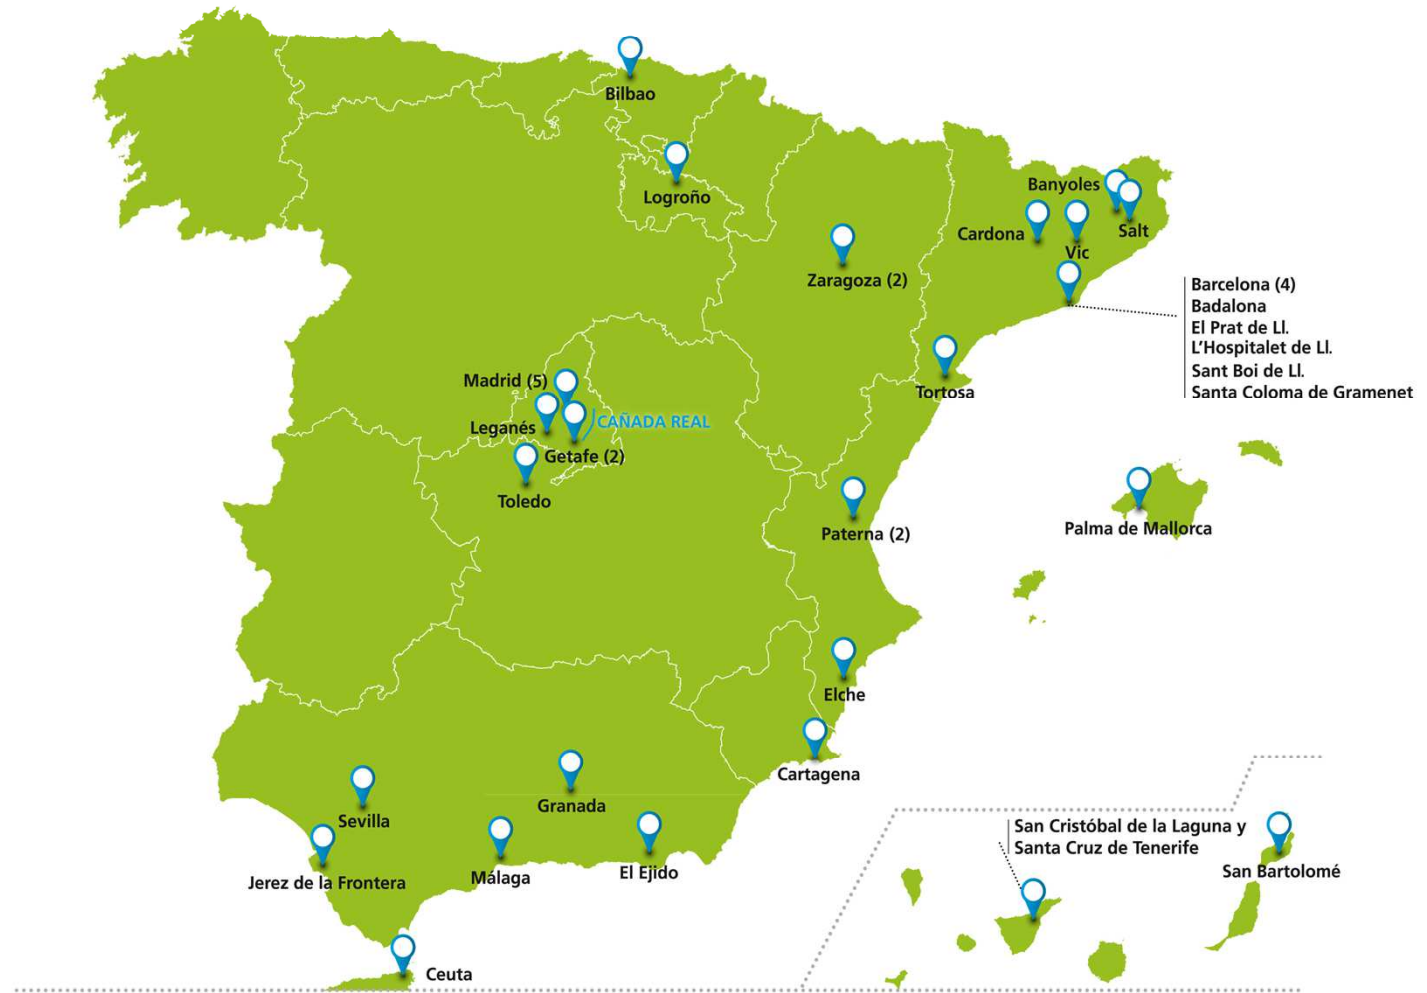 Bilbao
Logroño
Banyoles
Salt
Cardona
Vic
Zaragoza (2)
Barcelona (4)
Badalona
El Prat de Ll.
L'Hospitalet de Ll.
Sant Boi de Ll.
Santa Coloma de Gramenet
Tortosa
Madrid (5)
Leganés
CAÑADA REAL
Getafe (2)
Toledo
Paterna (2)
Palma de Mallorca
Elche
Cartagena
Granada
Sevilla
Jerez de la Frontera
Málaga
El Ejido
San Cristóbal de la Laguna y
Santa Cruz de Tenerife
San Bartolomé
Ceuta